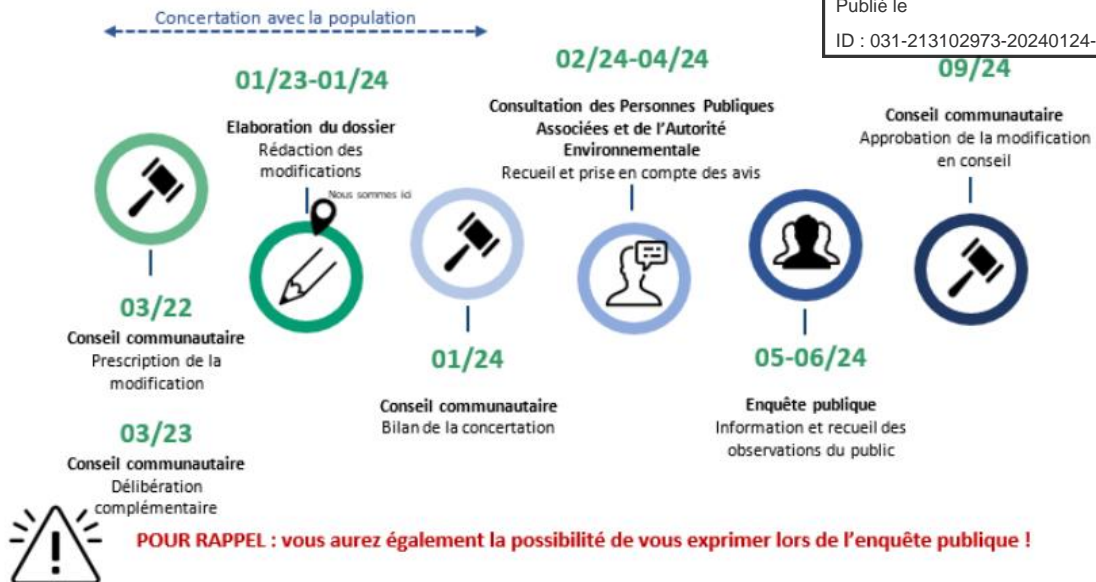 Publié le
ID : 031-213102973-20240124-
Concertation avec la population
01/23-01/24
Elaboration du dossier
Rédaction des
modifications
Nous sommes ici
02/24-04/24
Consultation des Personnes Publiques
Associées et de l'Autorité
Environnementale
Recueil et prise en compte des avis
09/24
Conseil communautaire
Approbation de la modification
en conseil
03/22
Conseil communautaire
Prescription de la
modification
03/23
Conseil communautaire
Délibération
complémentaire
01/24
Conseil communautaire
Bilan de la concertation
05-06/24
Enquête publique
Information et recueil des
observations du public
POUR RAPPEL : vous aurez également la possibilité de vous exprimer lors de l'enquête publique !